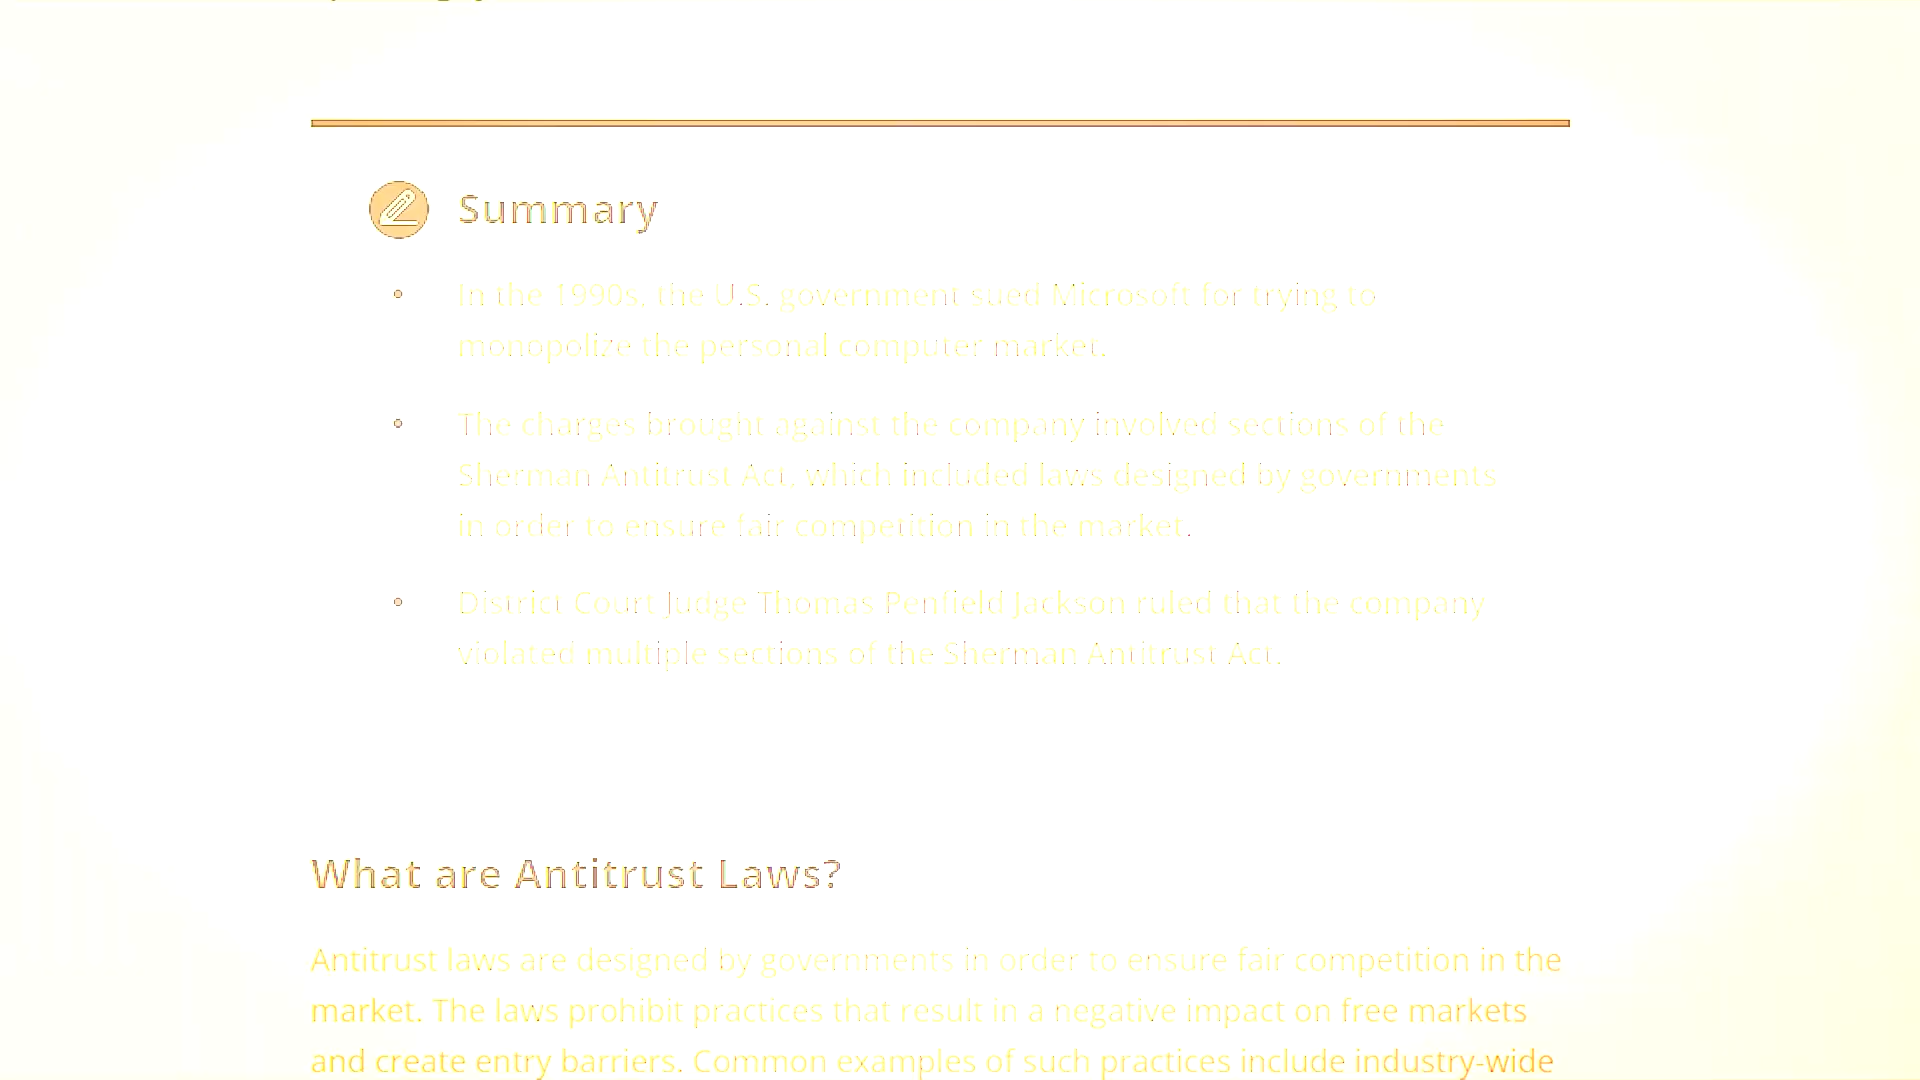 Summary
In the 1990s, the U.S. government sued Microsoft for trying to
monopolize the personal computer market.
The charges brought against the company involved sections of the
Sherman Antitrust Act, which included laws designed by governments
in order to ensure fair competition in the market.
District Court Judge Thomas Penfield Jackson ruled that the company
violated multiple sections of the Sherman Antitrust Act.
What are Antitrust Laws?
Antitrust laws are designed by governments in order to ensure fair competition in the
market. The laws prohibit practices that result in a negative impact on free markets
and create entry barriers. Common examples of such practices include industry-wide